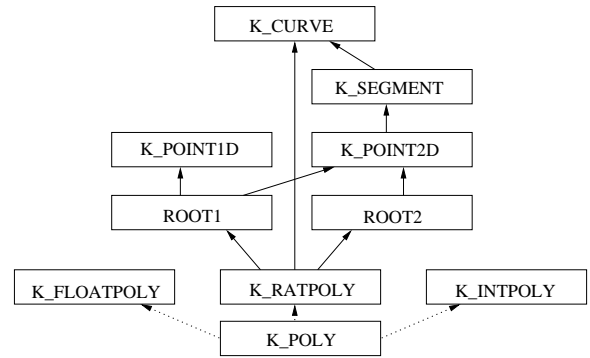 K_CURVE
K_SEGMENT
K_POINT1D
K_POINT2D
ROOT1
ROOT2
K_FLOATPOLY
K_RATPOLY
K_INTPOLY
K_POLY